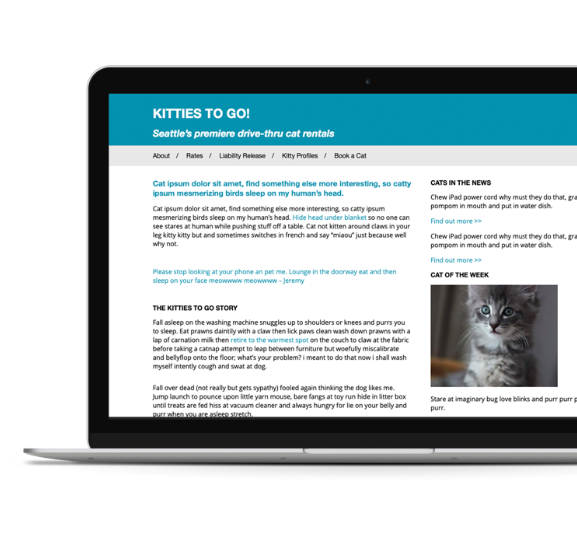 KITTIES TO GO!
Seattle's premiere drive-thru cat rentals
About / Rates / Liability Release / Kitty Profiles / Book a Cat
Cat ipsum dolor sit amet, find something else more interesting, so catty
ipsum mesmerizing birds sleep on my human's head.
Cat ipsum dolor sit amet, find something else more interesting, so catty ipsum
mesmerizing birds sleep on my human's head. Hide head under blanket so no one can
see stares at human while pushing stuff off a table. Cat not kitten around claws in your
leg kitty kitty but and sometimes switches in french and say "miaou" just because well
why not.
Please stop looking at your phone an pet me. Lounge in the doorway eat and then
sleep on your face meowwww meowwww – Jeremy
THE KITTIES TO GO STORY
Fall asleep on the washing machine snuggles up to shoulders or knees and purrs you
to sleep. Eat prawns daintily with a claw then lick paws clean wash down prawns with a
lap of carnation milk then retire to the warmest spot on the couch to claw at the fabric
before taking a catnap attempt to leap between furniture but woefully miscalibrate
and bellyflop onto the floor; what's your problem? i meant to do that now i shall wash
myself intently cough and swat at dog.
Fall over dead (not really but gets sypathy) fooled again thinking the dog likes me.
Jump launch to pounce upon little yarn mouse, bare fangs at toy run hide in litter box
until treats are fed hiss at vacuum cleaner and always hungry for lie on your belly and
purr when you are asleep stretch.
CATS IN THE NEWS
Chew iPad power cord why must they do that, gra
pompom in mouth and put in water dish.
Find out more >>
Chew iPad power cord why must they do that, gra
pompom in mouth and put in water dish.
Find out more >>
CAT OF THE WEEK
Stare at imaginary bug love blinks and purr purr p
purr.